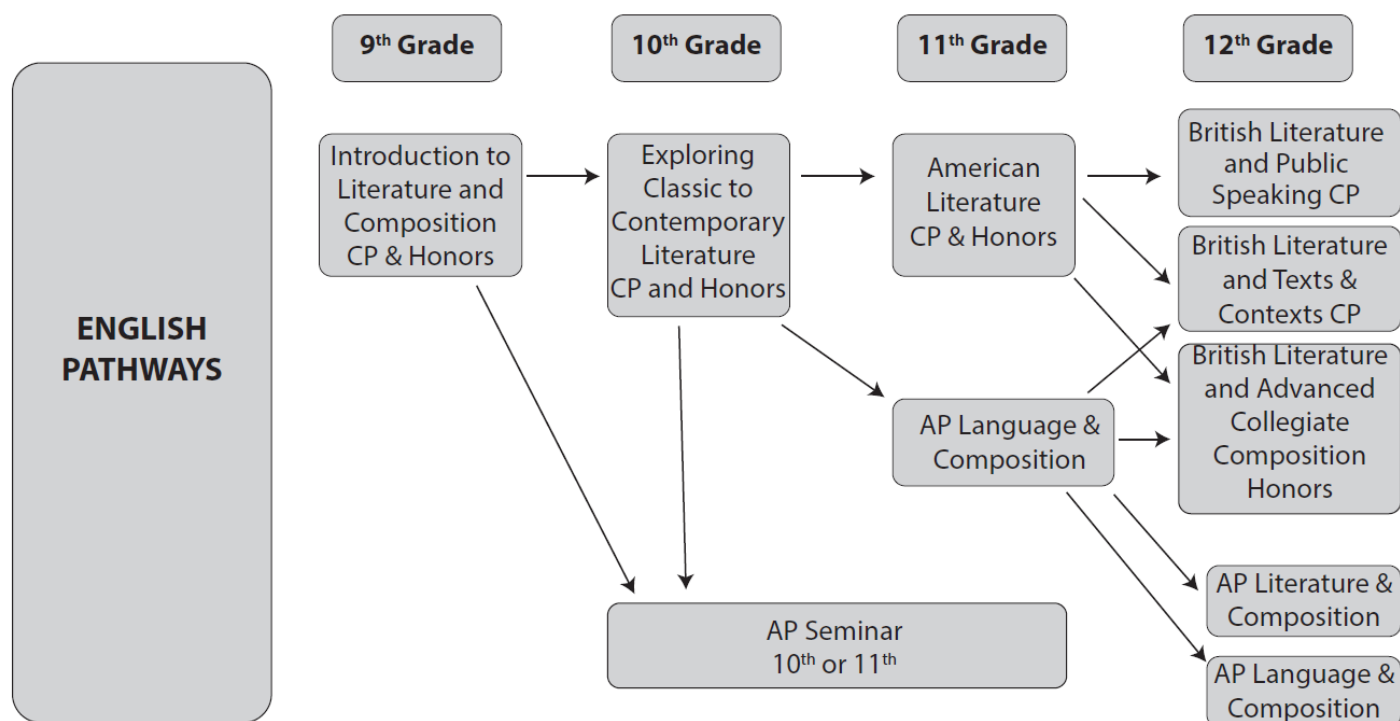 9th Grade
10th Grade
11th Grade
12th Grade
ENGLISH
PATHWAYS
Introduction to
Literature and
Composition
CP & Honors
Exploring
Classic to
Contemporary
Literature
CP and Honors
American
Literature
CP & Honors
AP Language &
Composition
AP Seminar
10th or 11th
British Literature
and Public
Speaking CP
British Literature
and Texts &
Contexts CP
British Literature
and Advanced
Collegiate
Composition
Honors
AP Literature &
Composition
AP Language &
Composition